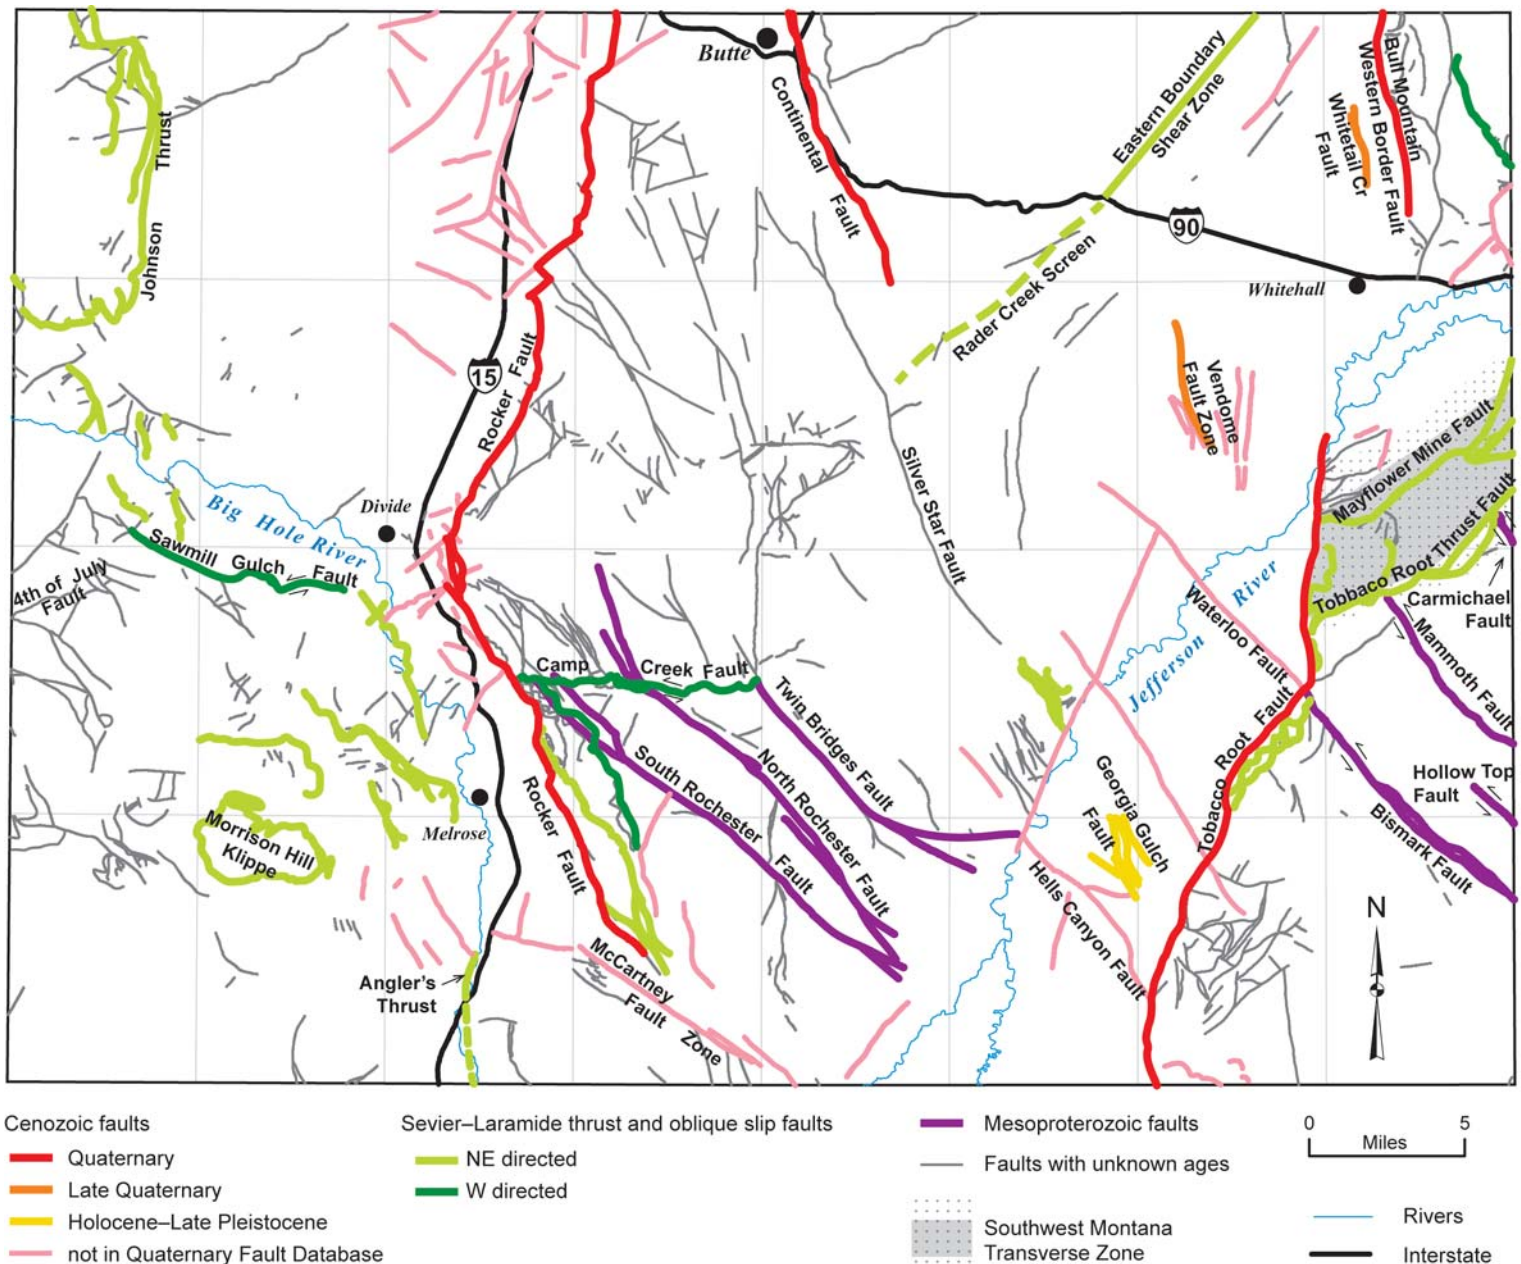 Butte
Continental
Fault
Eastern Boundary
Shear Zone
Bull Mountain
Western Border Fault
Whitetail Cr
Fault
Thrust
Johnson
90
Rader Creek Screen
Whitehall
15
Rocker Fault
Vendome
Fault Zone
Silver Star Fault
Mayflower Mine Fault
Big Hole River
Divide
Sawmill Gulch Fault
4th of July
Fault
Tobbaco Root Thrust Fault
Carmichael
Fault
Mammoth Fault
Waterloo Fault
Jefferson River
Camp Creek Fault
Twin Bridges Fault
North Rochester Fault
South Rochester Fault
Rocker Fault
Tobacco Root Fault
Georgia Gulch
Fault
Hollow Top
Fault
Bismark Fault
Morrison Hill
Klippe
Melrose
Hells Canyon Fault
N
Angler's
Thrust
McCartney
Fault Zone
Cenozoic faults
Quaternary
Late Quaternary
Holocene–Late Pleistocene
not in Quaternary Fault Database
Sevier–Laramide thrust and oblique slip faults
NE directed
W directed
Mesoproterozoic faults
Faults with unknown ages
Southwest Montana
Transverse Zone
0 5
Miles
Rivers
Interstate